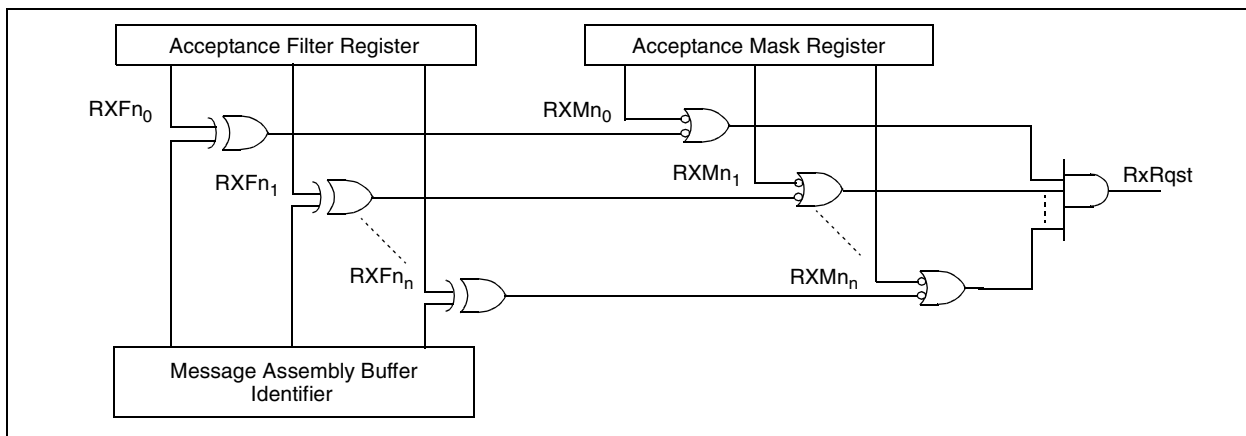 Acceptance Filter Register
Acceptance Mask Register
RXFn0
RXMn0
RXFn1
RXMn1
RxRqst
RXFnn
RXMnn
Message Assembly Buffer
Identifier